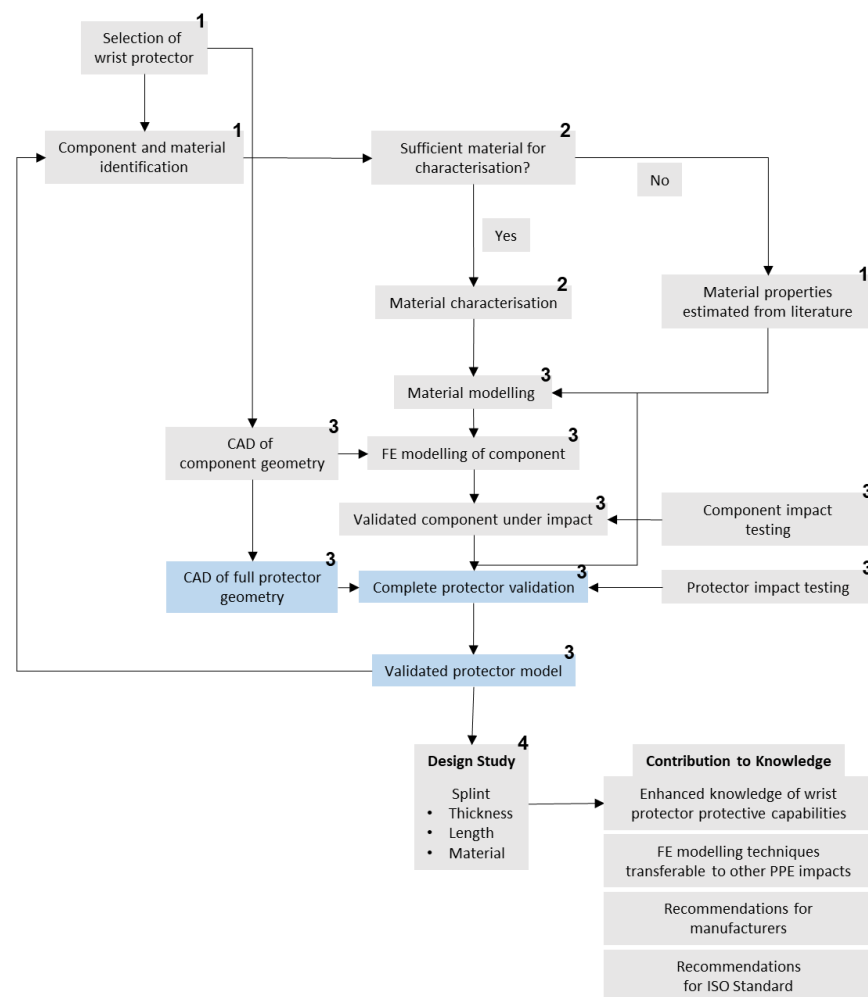 1
Selection of
wrist protector
1
Component and material
identification
2
Sufficient material for
characterisation?
No
Yes
2
Material characterisation
1
Material properties
estimated from literature
3
Material modelling
3
CAD of
component geometry
3
FE modelling of component
3
Validated component under impact
3
Component impact
testing
3
CAD of full protector
geometry
3
Complete protector validation
3
Protector impact testing
3
Validated protector model
4
Design Study
Splint
• Thickness
• Length
• Material
Contribution to Knowledge
Enhanced knowledge of wrist
protector protective capabilities
FE modelling techniques
transferable to other PPE impacts
Recommendations for
manufacturers
Recommendations
for ISO Standard